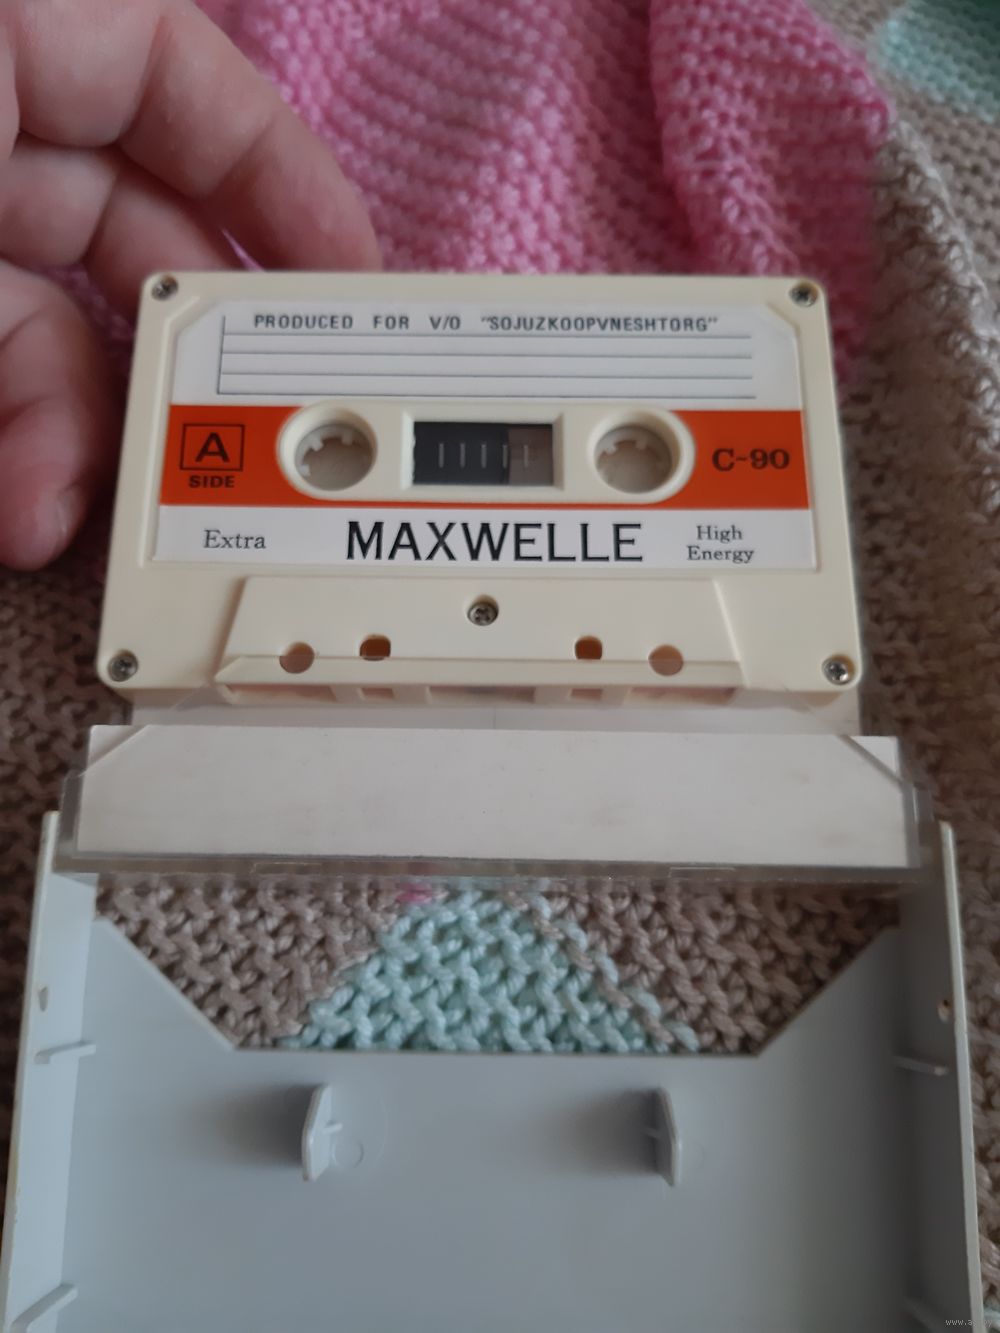 PRODUCED FOR V/O "SOJUZKOOPVNESHTORG"
A
SIDE
C-90
Extra
MAXWELLE
High
Energy